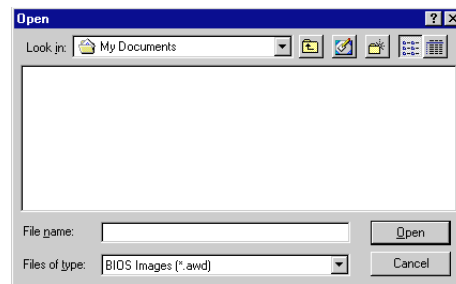 Open
Look in: My Documents
File name: Open
Files of type: BIOS Images (*.awd) Cancel